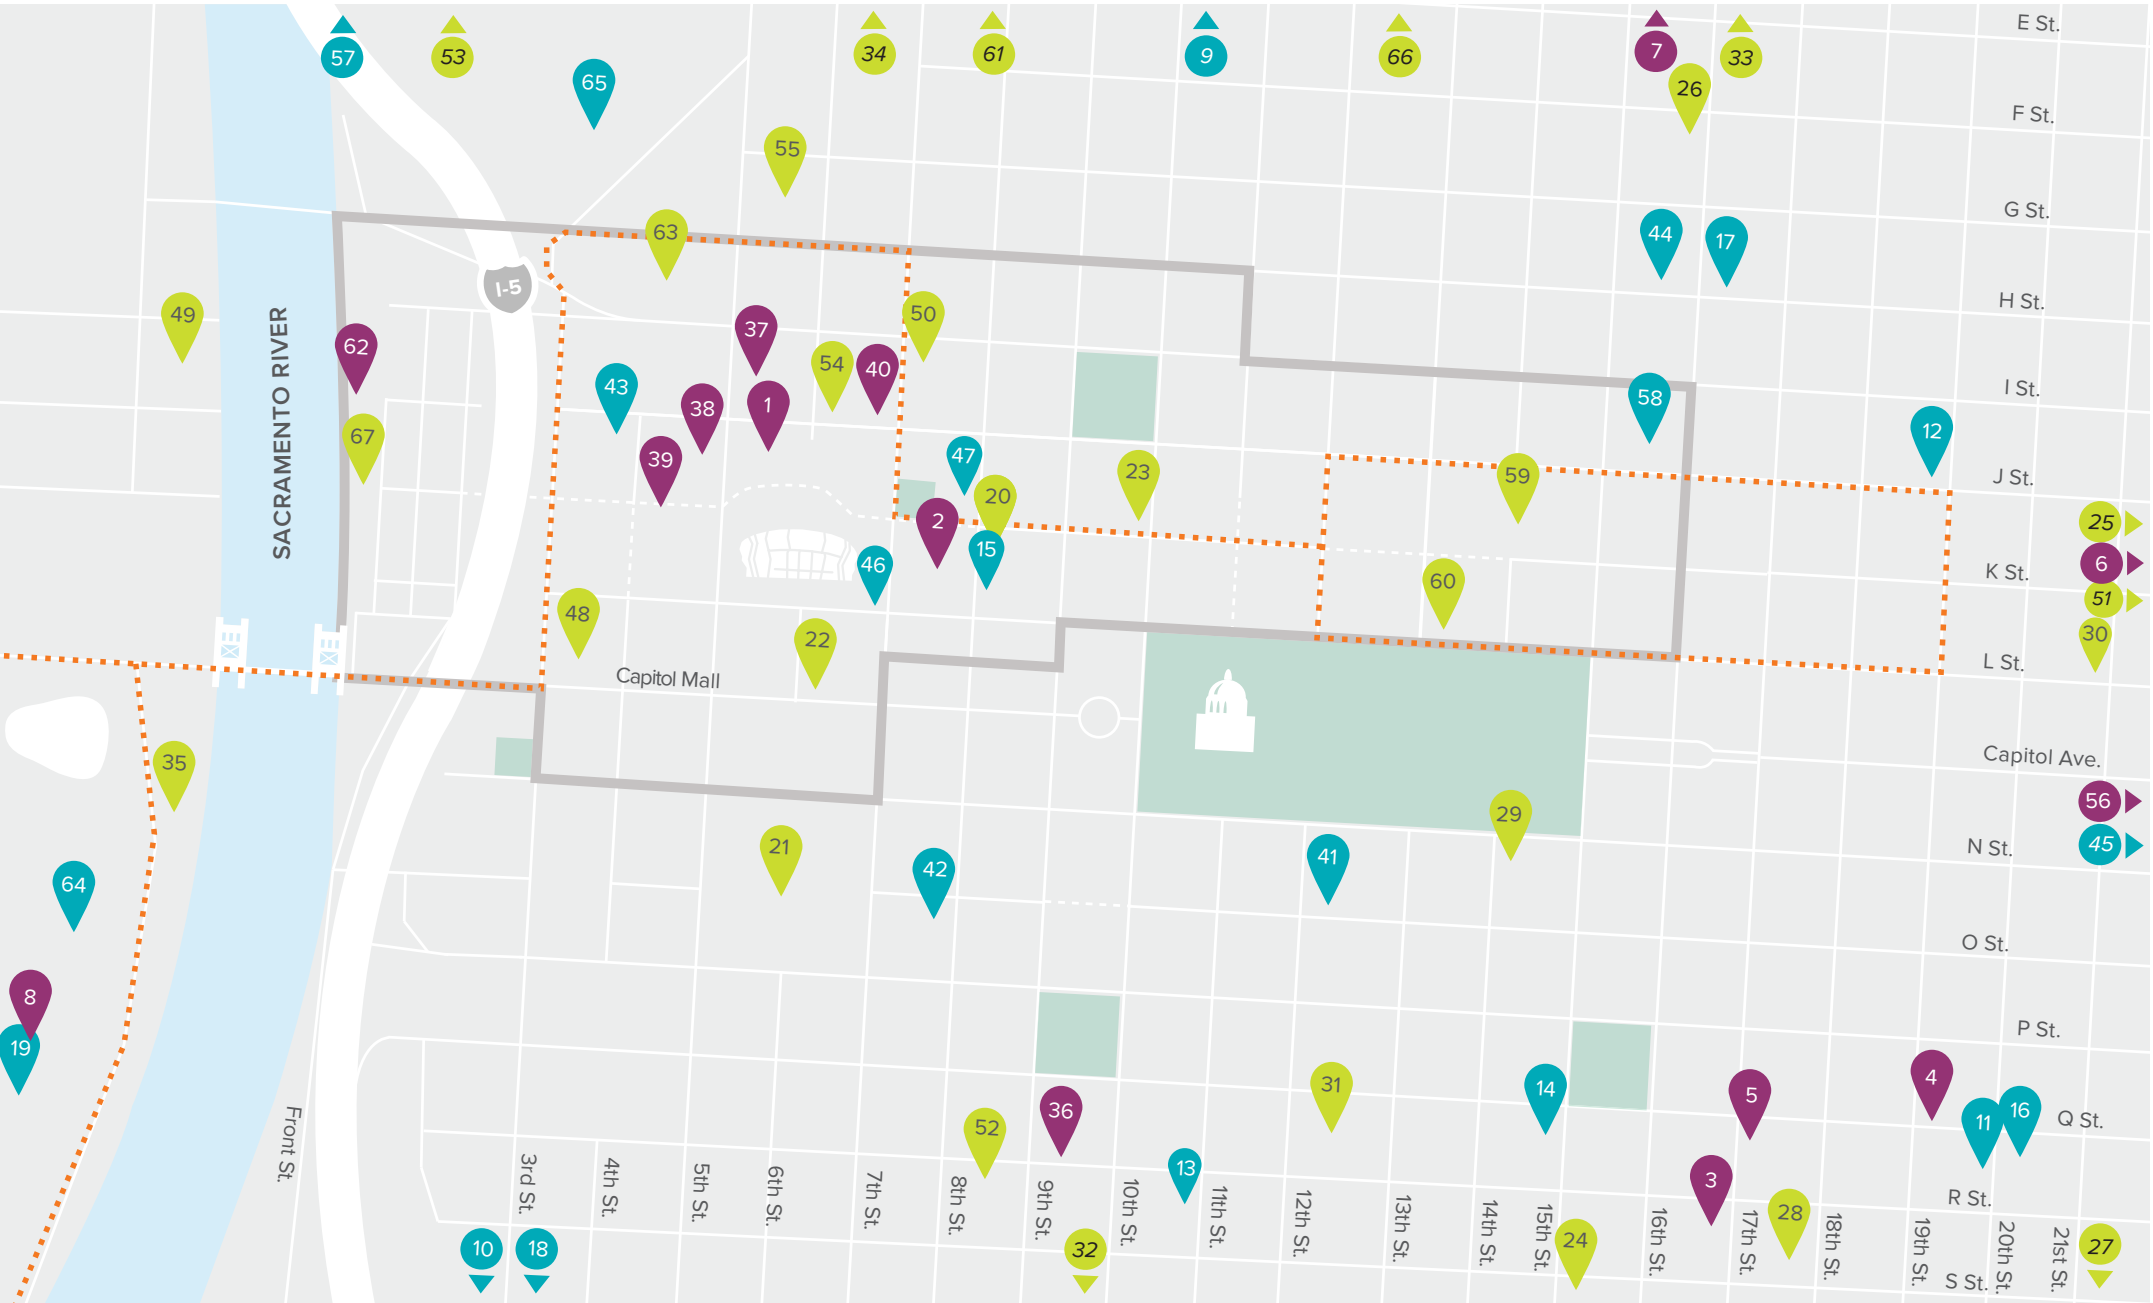 E St.
57
53
34
61
9
66
7
33
65
26
F St.
55
G St.
63
44
17
I-5
H St.
49
50
37
62
54
40
43
I St.
38
1
58
12
67
SACRAMENTO RIVER
39
47
23
59
J St.
20
2
25
15
46
6
K St.
60
51
48
22
30
L St.
Capitol Mall
35
Capitol Ave.
56
29
21
45
N St.
41
42
64
O St.
8
P St.
19
4
31
14
5
36
16
Q St.
11
52
Front St.
13
3
R St.
3rd St.
4th St.
5th St.
6th St.
7th St.
8th St.
9th St.
10th St.
11th St.
12th St.
13th St.
14th St.
15th St.
16th St.
17th St.
18th St.
19th St.
20th St.
21st St.
28
24
10
18
32
27
S St.